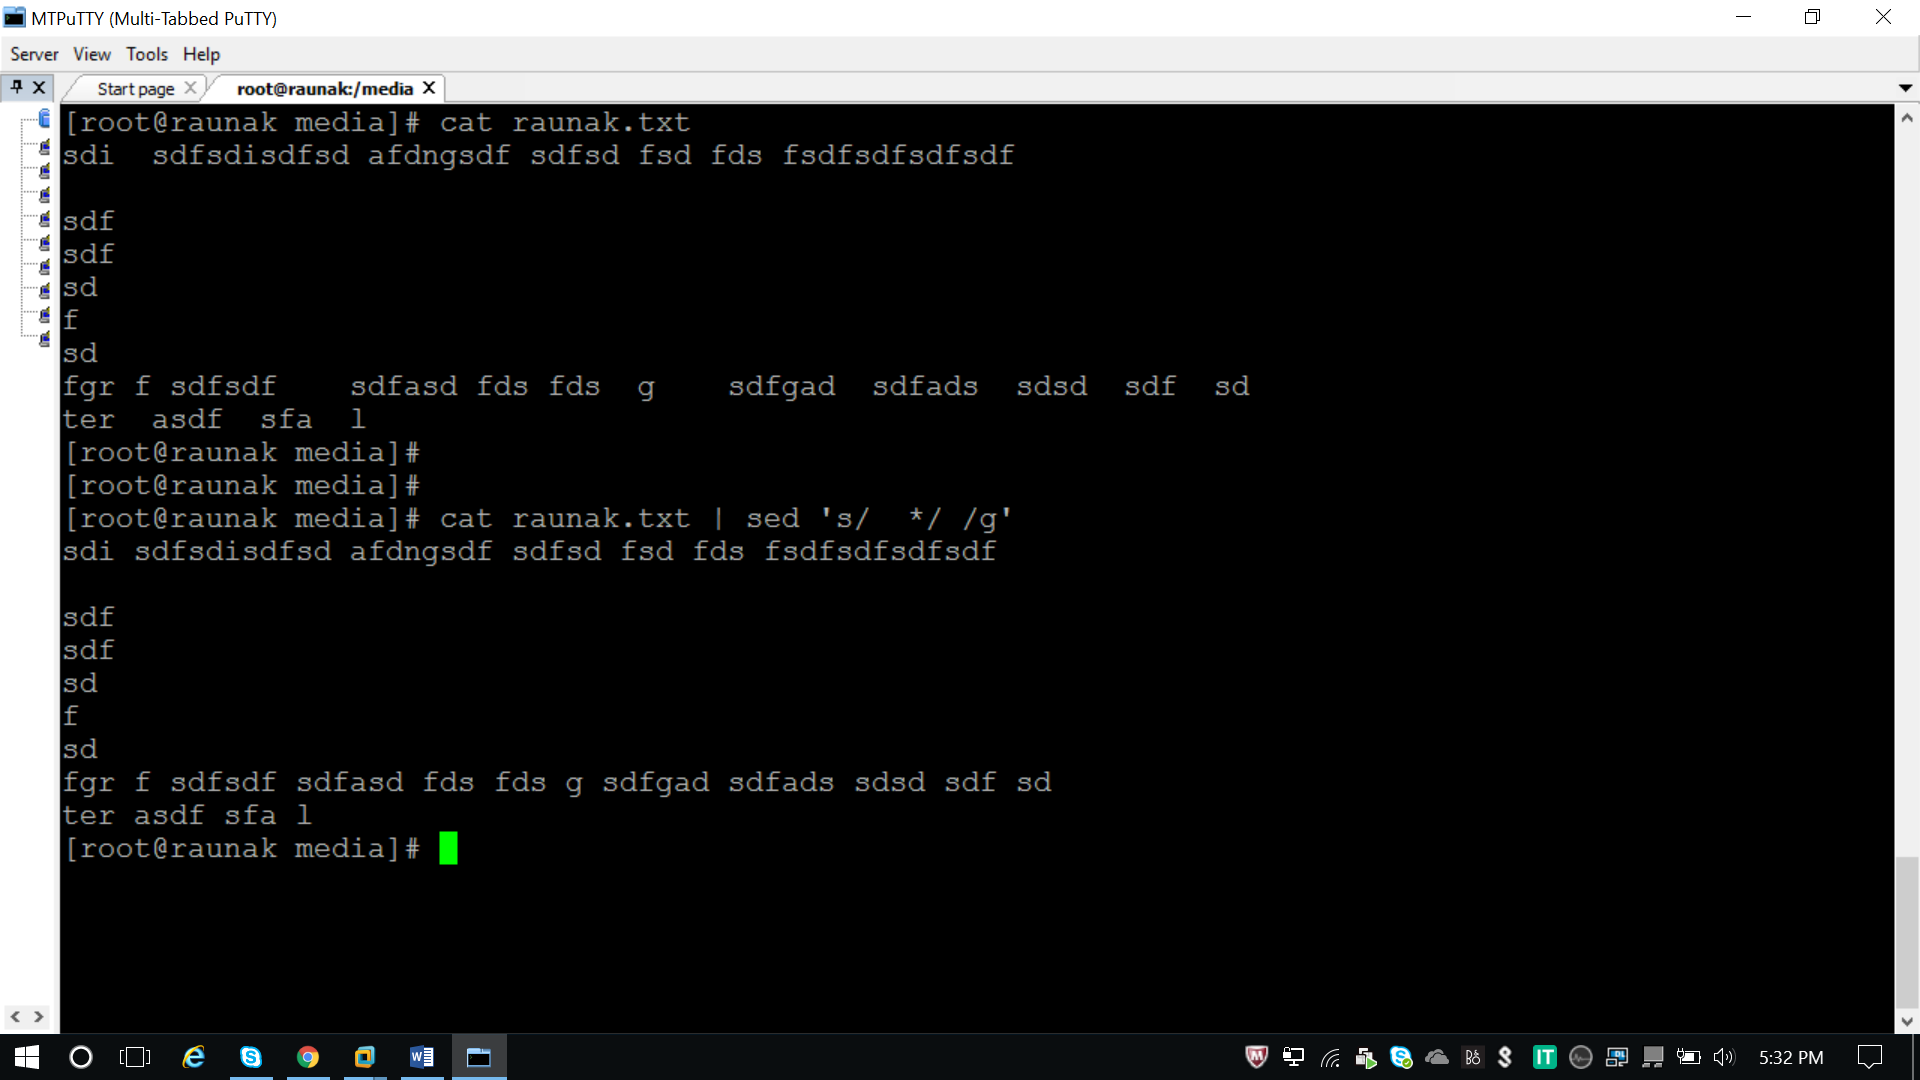 MTPuTTY (Multi-Tabbed PuTTY)
Server View Tools Help
Start page root@raunak:/media
[root@raunak media]# cat raunak.txt
sdi  sdfsdisdfsd afdngsdf sdfsd fsd fds fsdfsdfsdfsdf
sdf
sdf
sd
f
sd
fgr f sdfsdf    sdfasd fds fds  g    sdfgad  sdfads  sdsd  sdf  sd
ter  asdf  sfa  l
[root@raunak media]#
[root@raunak media]#
[root@raunak media]# cat raunak.txt | sed 's/  */ /g'
sdi sdfsdisdfsd afdngsdf sdfsd fsd fds fsdfsdfsdfsdf
sdf
sdf
sd
f
sd
fgr f sdfsdf sdfasd fds fds g sdfgad sdfads sdsd sdf sd
ter asdf sfa l
[root@raunak media]#
IT 5:32 PM